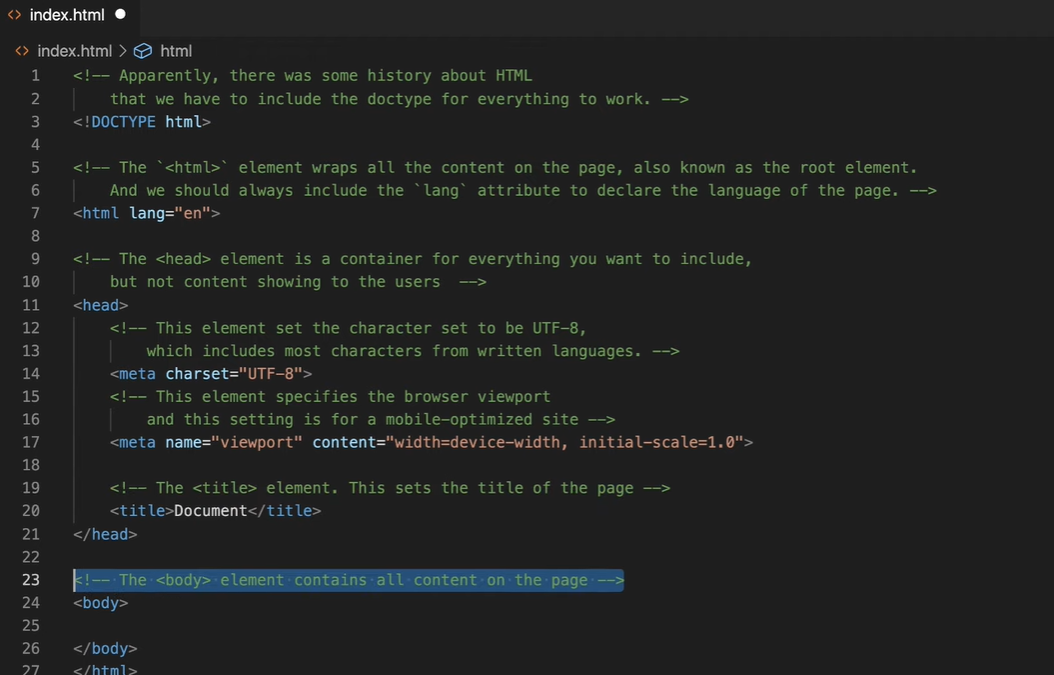 index.html
index.html > html
1 <!-- Apparently, there was some history about HTML
2 that we have to include the doctype for everything to work. -->
3 <!DOCTYPE html>
4
5 <!-- The `<html>` element wraps all the content on the page, also known as the root element.
6 And we should always include the `lang` attribute to declare the language of the page. -->
7 <html lang="en">
8
9 <!-- The <head> element is a container for everything you want to include,
10 but not content showing to the users -->
11 <head>
12 <!-- This element set the character set to be UTF-8,
13 which includes most characters from written languages. -->
14 <meta charset="UTF-8">
15 <!-- This element specifies the browser viewport
16 and this setting is for a mobile-optimized site -->
17 <meta name="viewport" content="width=device-width, initial-scale=1.0">
18
19 <!-- The <title> element. This sets the title of the page -->
20 <title>Document</title>
21 </head>
22
23 <!-- The <body> element contains all content on the page -->
24 <body>
25
26 </body>
27 </html>